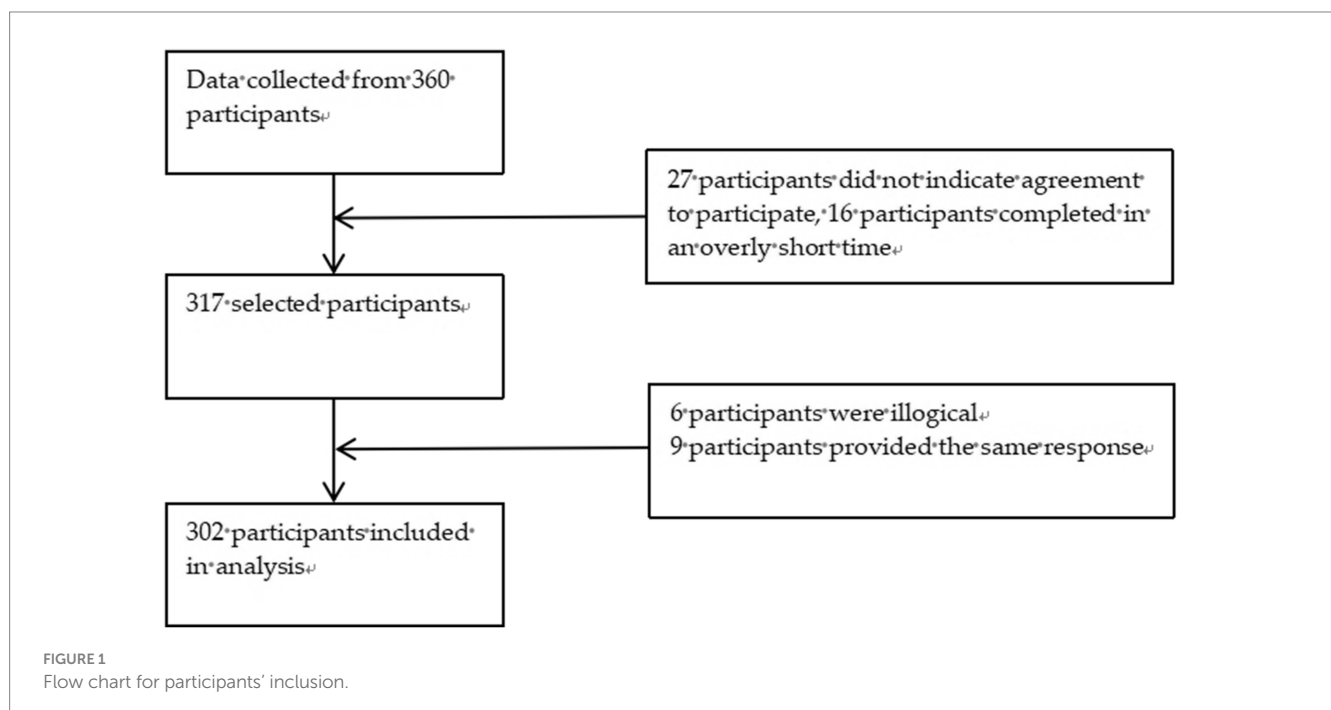 Data collected from 360
participants
27 participants did not indicate agreement
to participate, 16 participants completed in
an overly short time
317 selected participants
6 participants were illogical
9 participants provided the same response
302 participants included
in analysis
FIGURE 1
Flow chart for participants' inclusion.